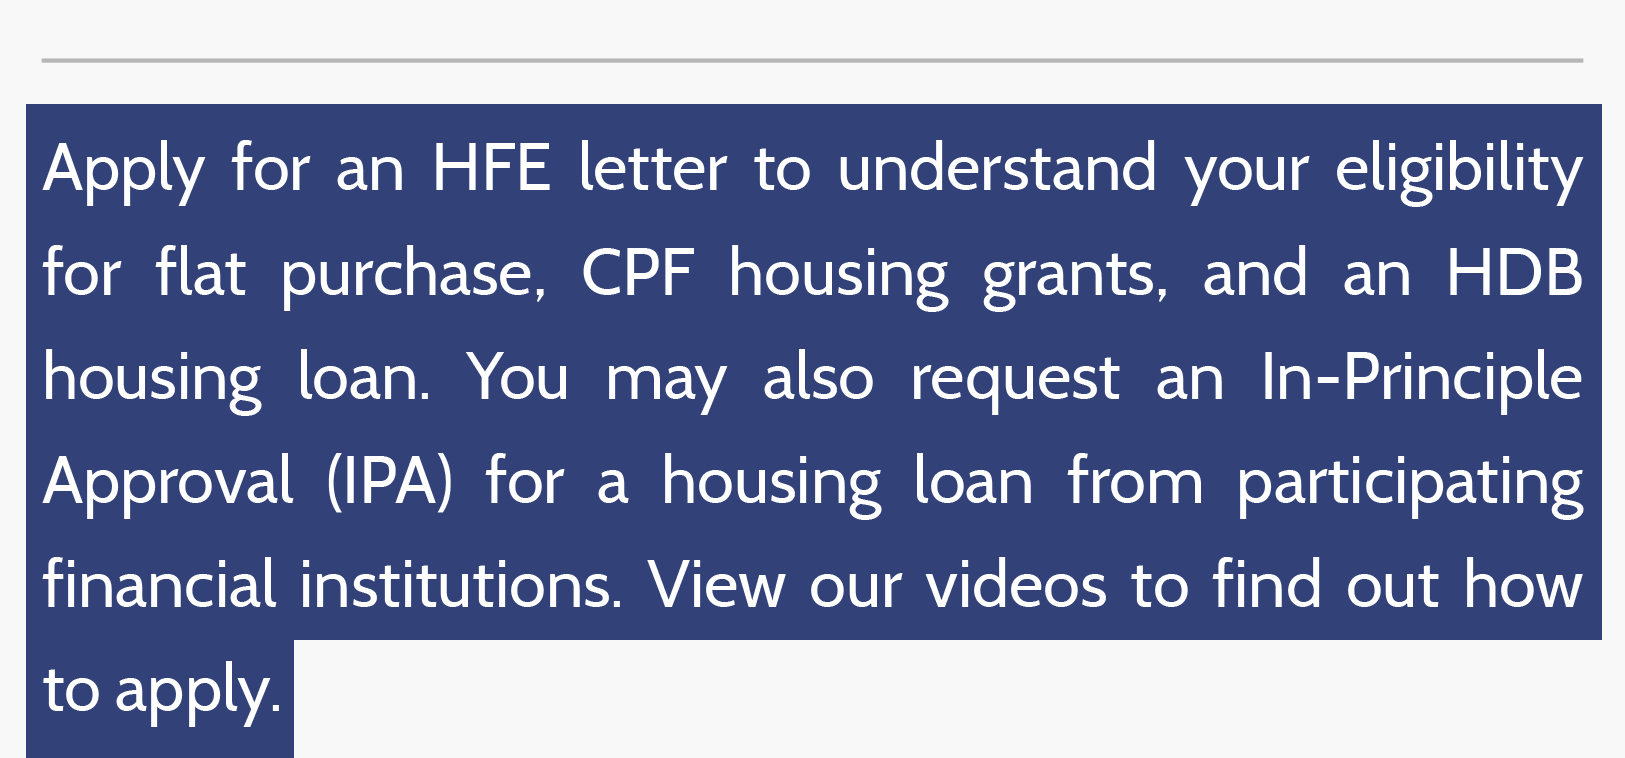 Apply for an HFE letter to understand your eligibility
for flat purchase, CPF housing grants, and an HDB
housing loan. You may also request an In-Principle
Approval (IPA) for a housing loan from participating
financial institutions. View our videos to find out how
to apply.